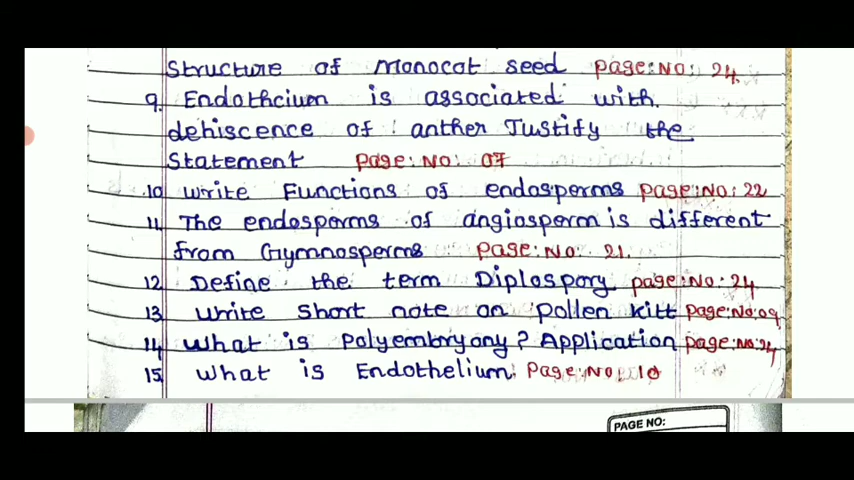 Structure of Monocot seed page:No: 24.
9. Endothcium is associated with
dehiscence of anther Justify the
Statement page: No: 07
10 write Functions of endosperms page:No: 22
11. The endosperms of angiosperm is different
from Gymnosperms page: No: 21.
12 Define the term Diplospory page: No: 24
13 write short note on pollen kitt page:No:09
14 What is Polyembryony? Application page:No:24
15 What is Endothelium. page:No: 10
PAGE NO: